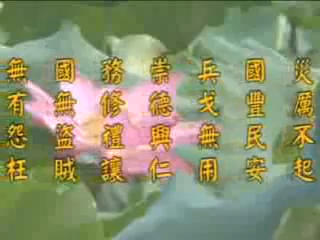 災厲不起
國豐民安
兵戈無用
崇德興仁
務修禮讓
國無盜賊
無有怨枉